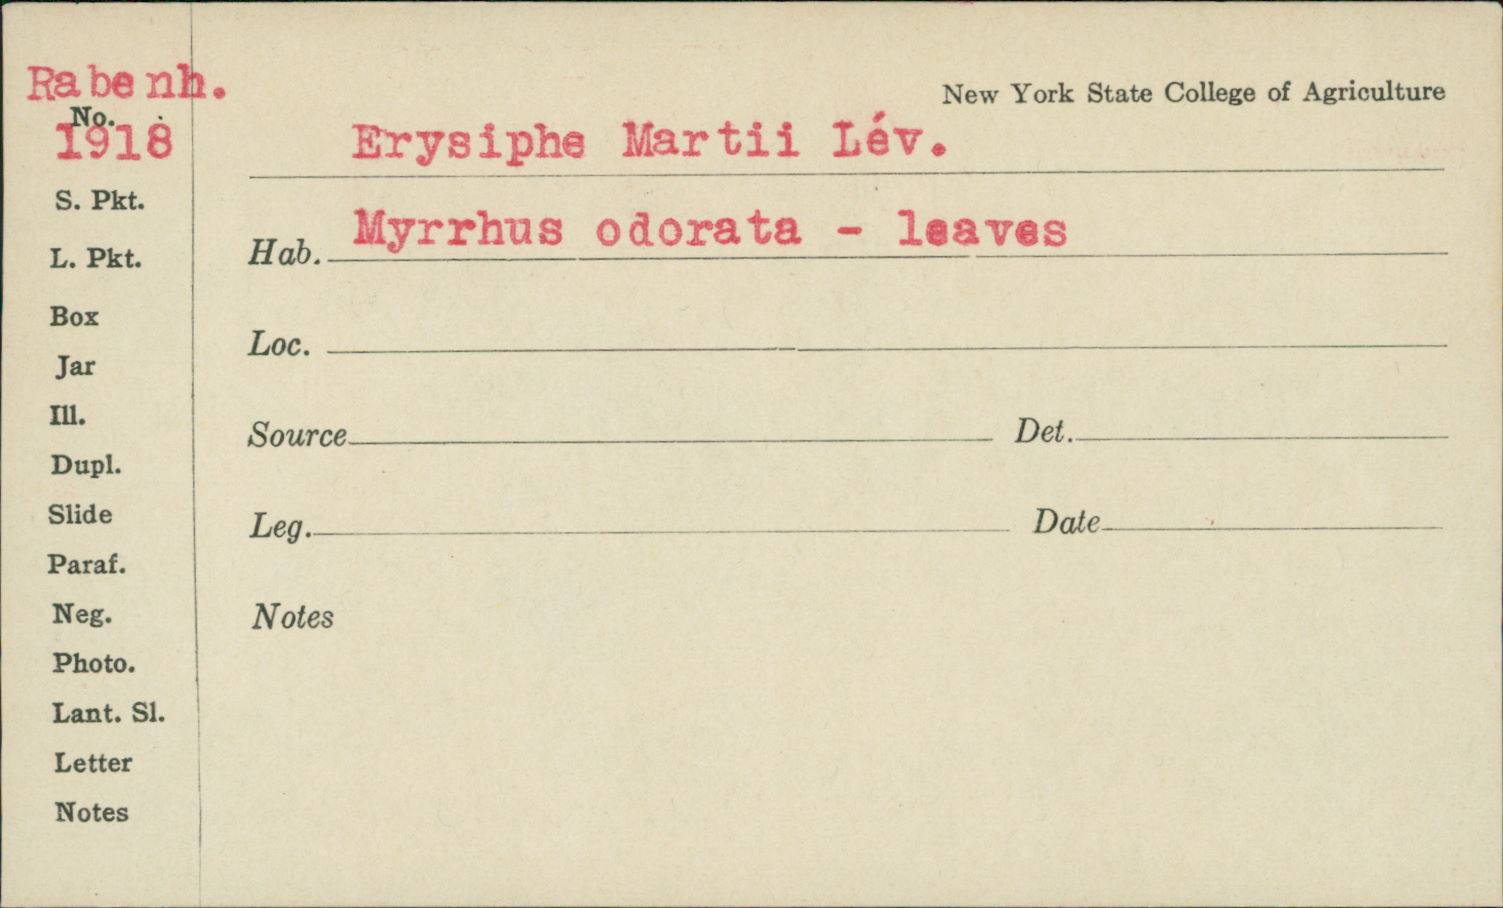 Rabenh.
No.
1918
S. Pkt.
L. Pkt.
Box
Jar
Ill.
Dupl.
Slide
Paraf.
Neg.
Photo.
Lant. Sl.
Letter
Notes
New York State College of Agriculture
Erysiphe Martii Lév.
Hab. Myrrhus odorata - leaves
Loc.
Source Det.
Leg. Date
Notes